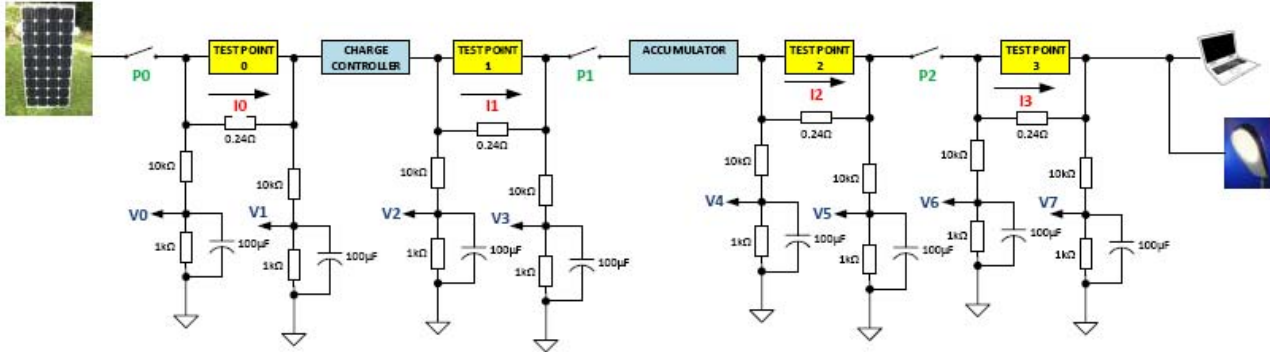 TEST POINT
0
CHARGE
CONTROLLER
TEST POINT
1
ACCUMULATOR
TEST POINT
2
TEST POINT
3
P0
P1
P2
I0
I1
I2
I3
0.24Ω
0.24Ω
0.24Ω
0.24Ω
10kΩ
10kΩ
10kΩ
10kΩ
10kΩ
10kΩ
10kΩ
10kΩ
V0
V1
V2
V3
V4
V5
V6
V7
1kΩ
100µF
1kΩ
100µF
1kΩ
100µF
1kΩ
100µF
1kΩ
100µF
1kΩ
100µF
1kΩ
100µF
1kΩ
100µF